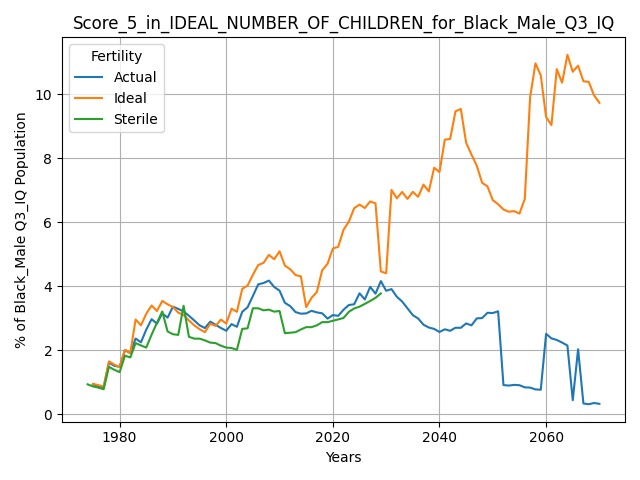 Score_5_in_IDEAL_NUMBER_OF_CHILDREN_for_Black_Male_Q3_IQ
Fertility
Actual
Ideal
Sterile
% of Black_Male Q3_IQ Population
10
8
6
4
2
0
1980
2000
2020
2040
2060
Years